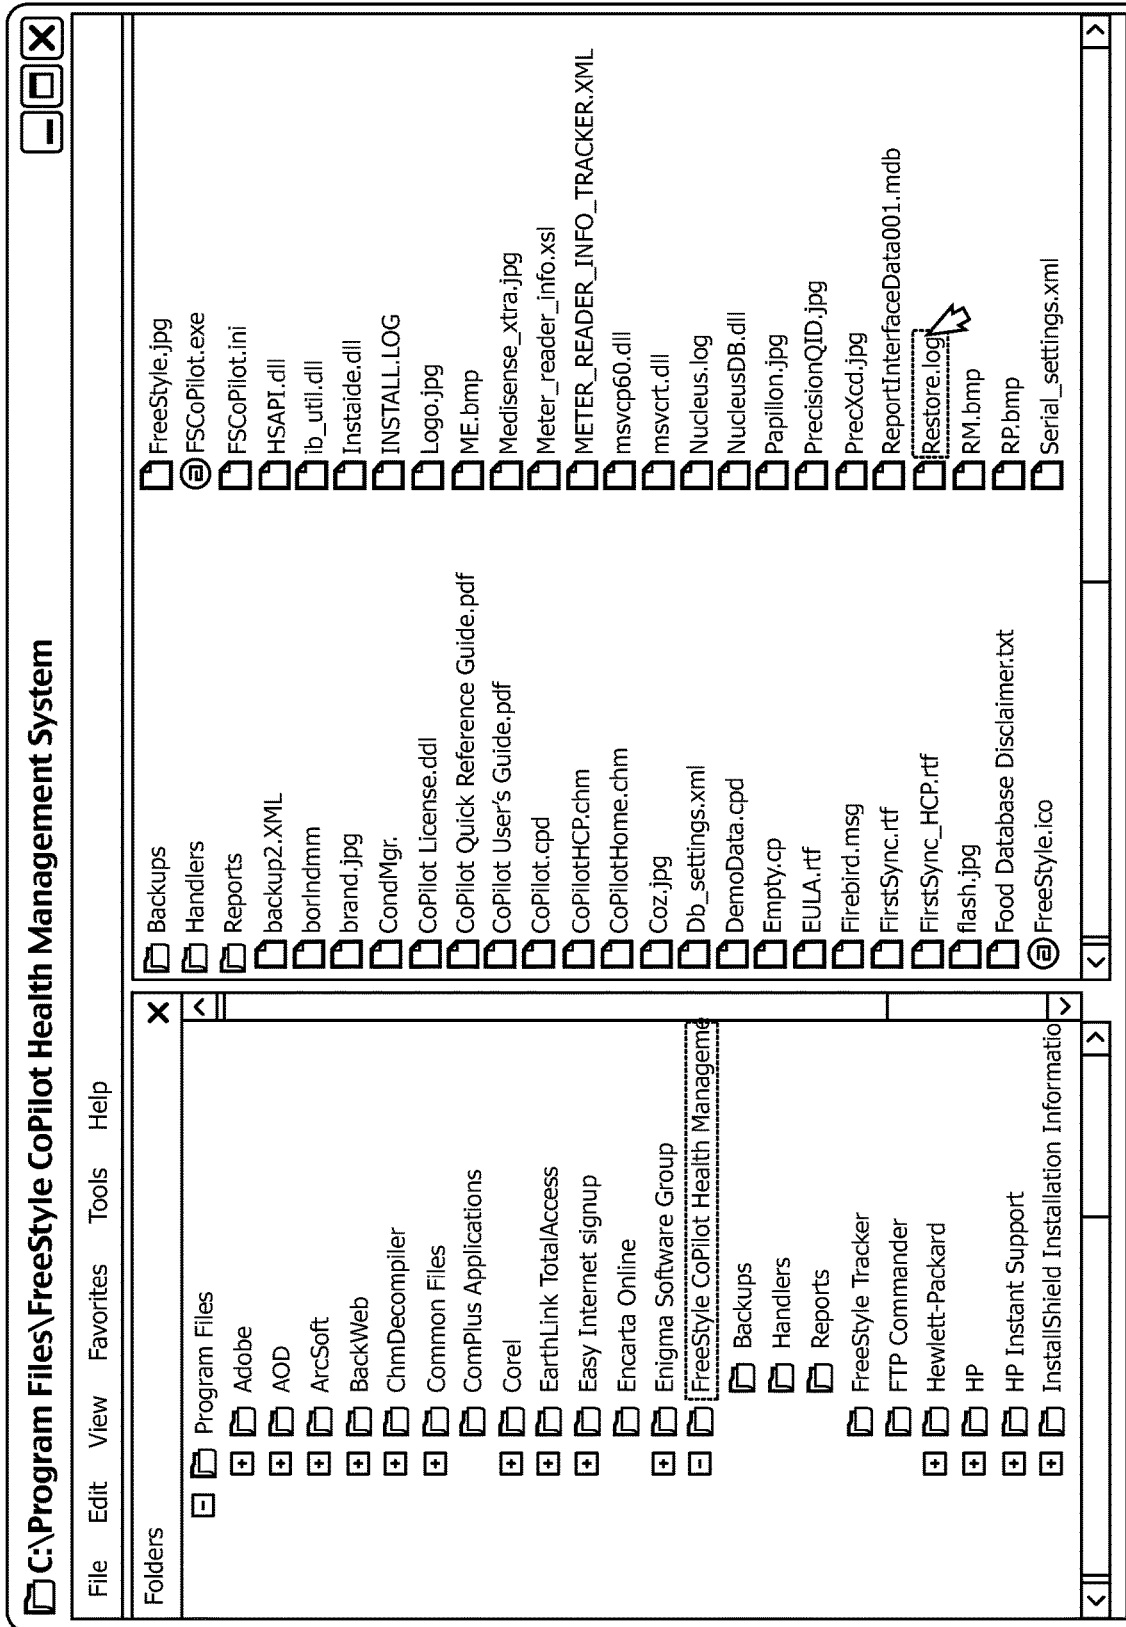 C:\Program Files\FreeStyle CoPilot Health Management System
File Edit View Favorites Tools Help
Folders
Program Files
Adobe
AOD
ArcSoft
BackWeb
ChmDecompiler
Common Files
ComPlus Applications
Corel
EarthLink TotalAccess
Easy Internet signup
Encarta Online
Enigma Software Group
FreeStyle CoPilot Health Manageme
Backups
Handlers
Reports
FreeStyle Tracker
FTP Commander
Hewlett-Packard
HP
HP Instant Support
InstallShield Installation Informatio
Backups
Handlers
Reports
backup2.XML
borlndmm
brand.jpg
CondMgr.
CoPilot License.ddl
CoPilot Quick Reference Guide.pdf
CoPilot User's Guide.pdf
CoPilot.cpd
CoPilotHCP.chm
CoPilotHome.chm
Coz.jpg
Db_settings.xml
DemoData.cpd
Empty.cp
EULA.rtf
Firebird.msg
FirstSync.rtf
FirstSync_HCP.rtf
flash.jpg
Food Database Disclaimer.txt
FreeStyle.ico
FreeStyle.jpg
FSCoPilot.exe
FSCoPilot.ini
HSAPI.dll
ib_util.dll
Instaide.dll
INSTALL.LOG
Logo.jpg
ME.bmp
Medisense_xtra.jpg
Meter_reader_info.xsl
METER_READER_INFO_TRACKER.XML
msvcp60.dll
msvcrt.dll
Nucleus.log
NucleusDB.dll
Papillon.jpg
PrecisionQID.jpg
PrecXcd.jpg
ReportInterfaceData001.mdb
Restore.log
RM.bmp
RP.bmp
Serial_settings.xml